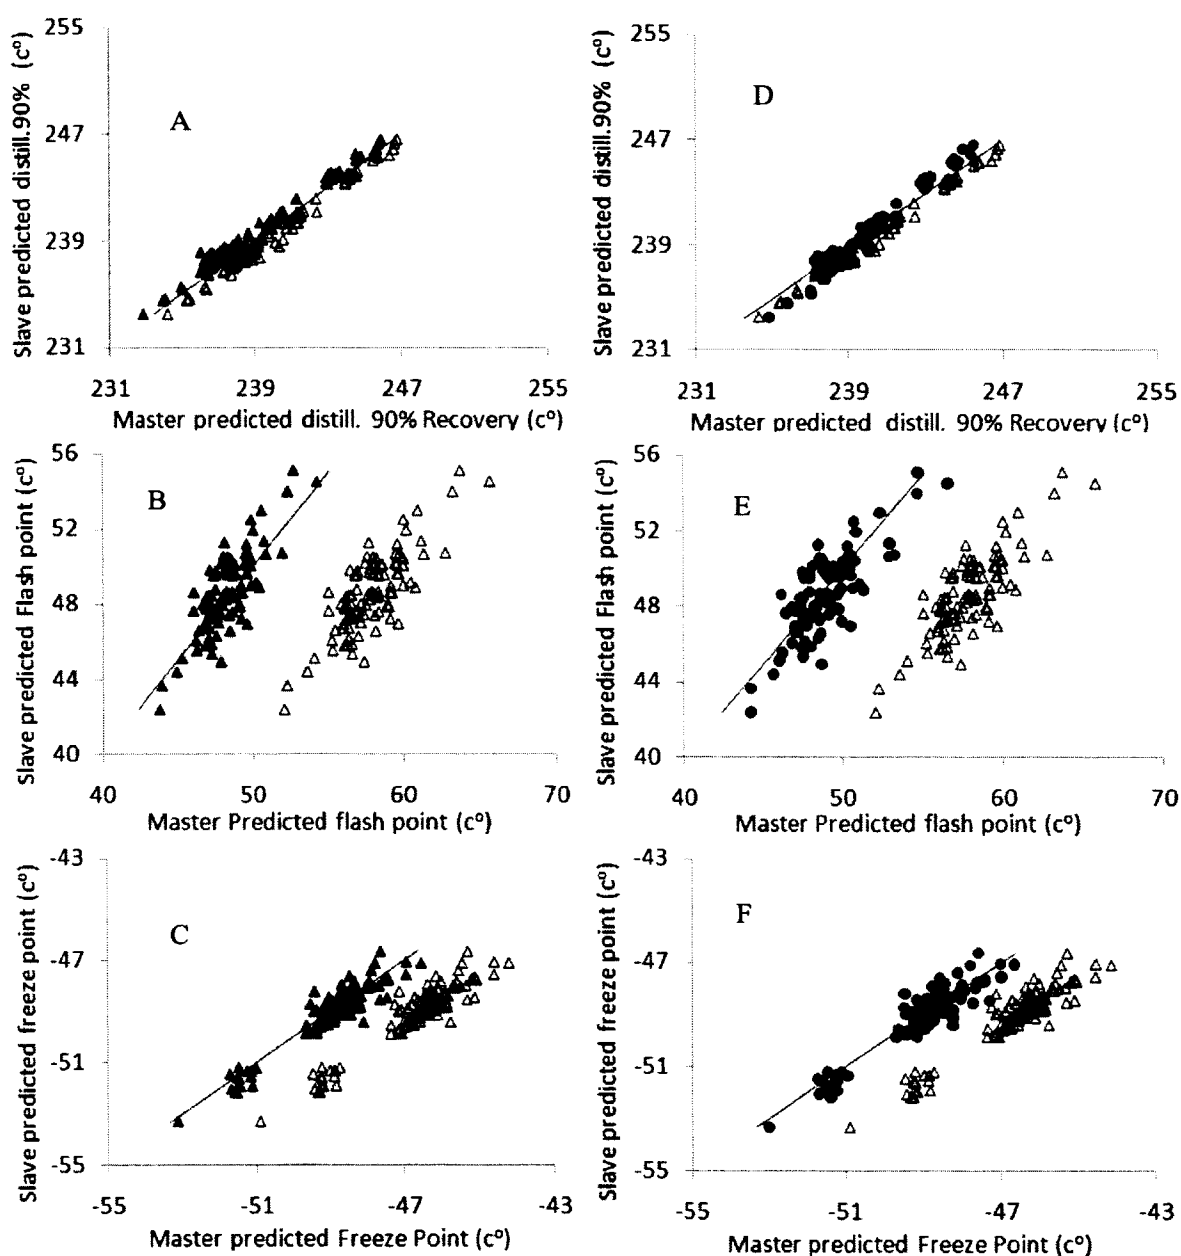 Slave predicted distill.90% (c°)
255
247
239
231
A
231 239 247 255
Master predicted distill. 90% Recovery (c°)
Slave predicted distill.90% (c°)
255
247
239
231
D
231 239 247 255
Master predicted distill. 90% Recovery (c°)
Slave predicted Flash point (c°)
56
52
48
44
40
B
40 50 60 70
Master Predicted flash point (c°)
Slave predicted Flash point (c°)
56
52
48
44
40
E
40 50 60 70
Master Predicted flash point (c°)
Slave predicted freeze point (c°)
-43
-47
-51
-55
C
-55 -51 -47 -43
Master predicted Freeze Point (c°)
Slave predicted freeze point (c°)
-43
-47
-51
-55
F
-55 -51 -47 -43
Master predicted Freeze Point (c°)